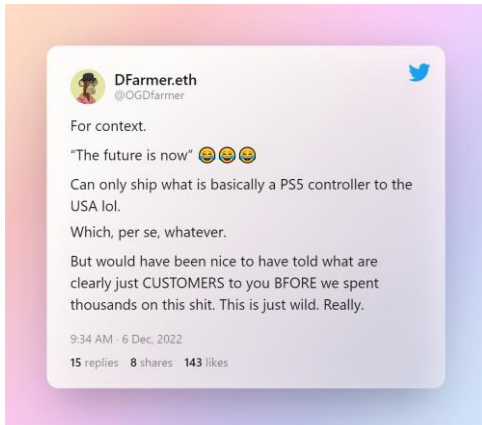 DFarmer.eth
@OGDfarmer
For context.
“The future is now” 😂😂😂
Can only ship what is basically a PS5 controller to the
USA lol.
Which, per se, whatever.
But would have been nice to have told what are
clearly just CUSTOMERS to you BFORE we spent
thousands on this shit. This is just wild. Really.
9:34 AM · 6 Dec, 2022
15 replies 8 shares 143 likes